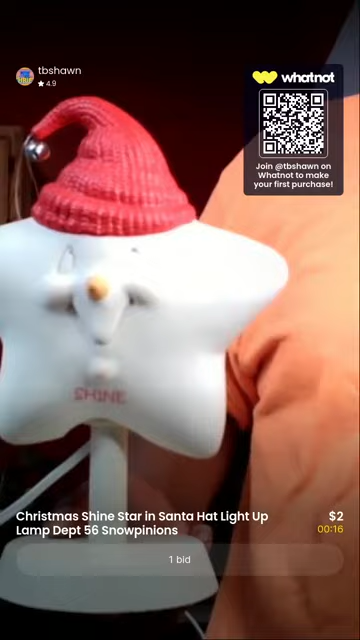 tbshawn
4.9
whatnot
Join @tbshawn on
Whatnot to make
your first purchase!
SHINE
Christmas Shine Star in Santa Hat Light Up
Lamp Dept 56 Snowpinions
$2
00:16
1 bid